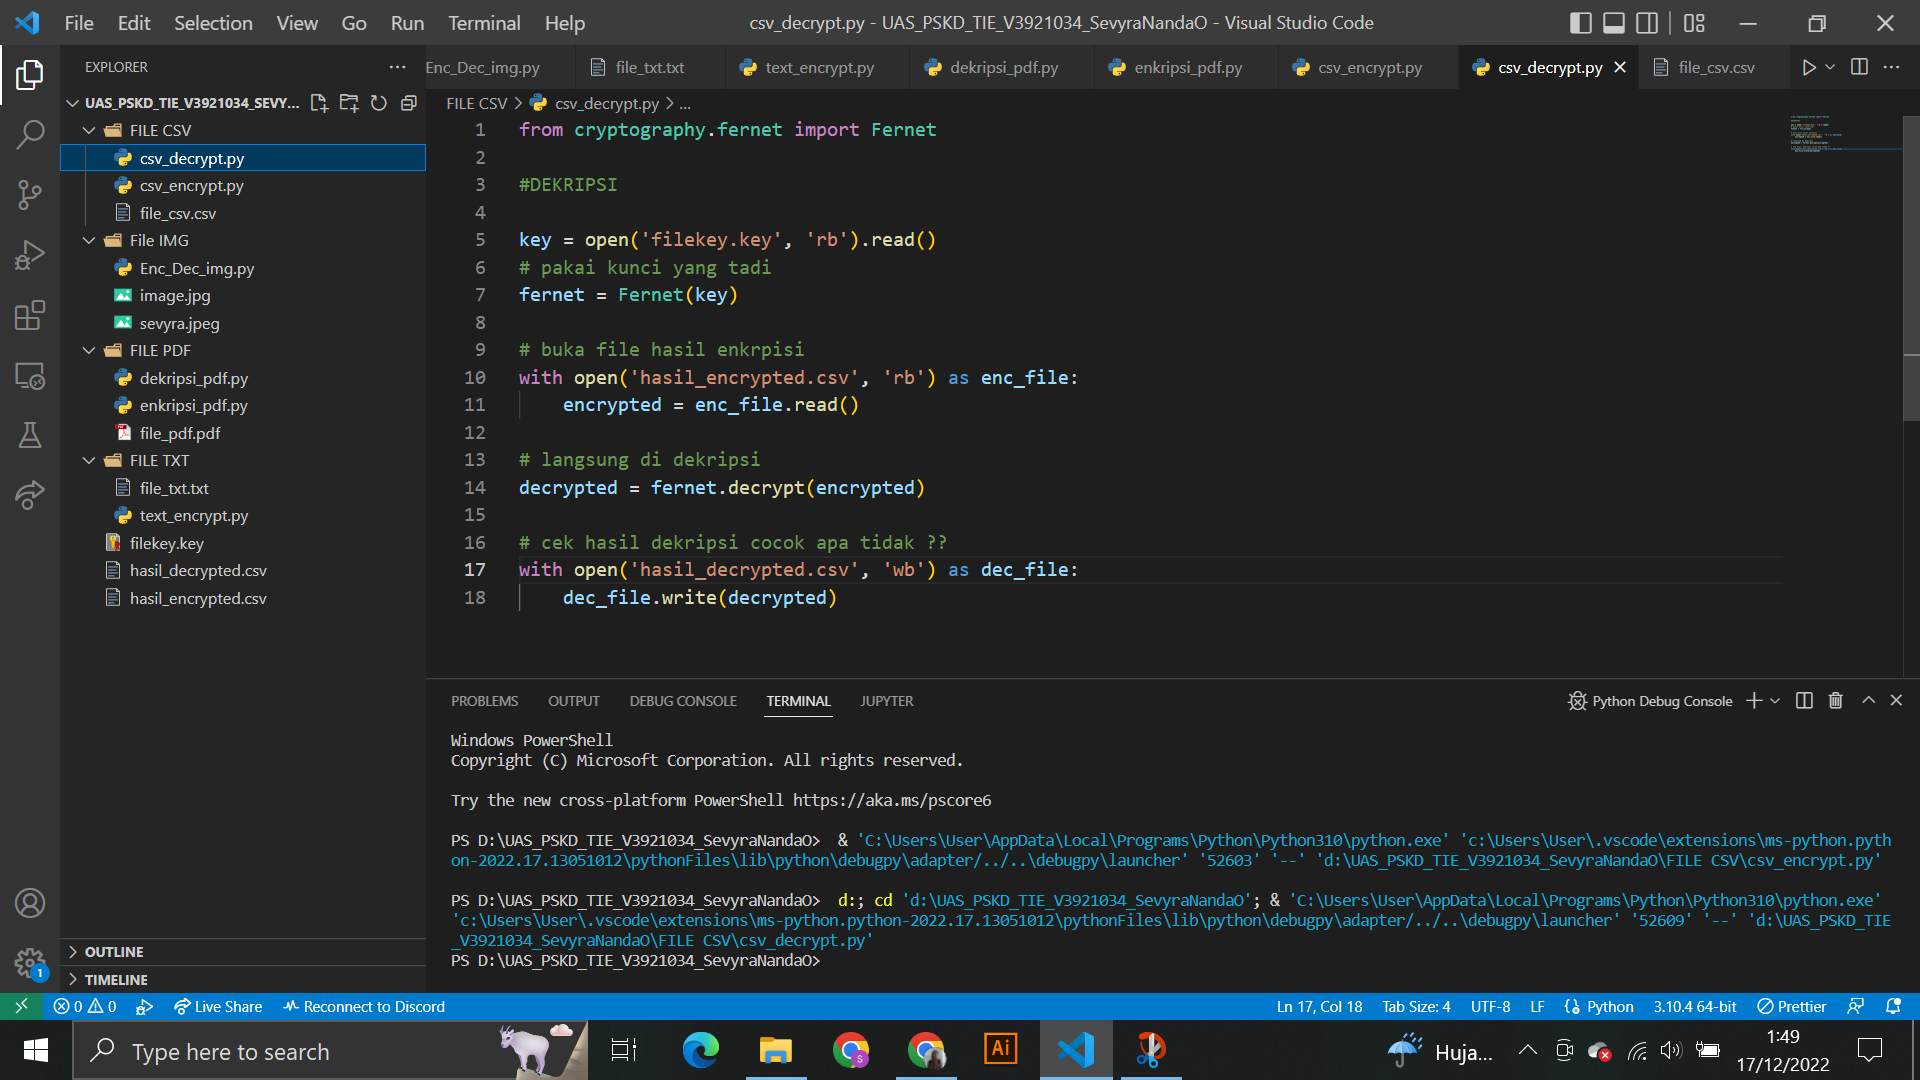 File Edit Selection View Go Run Terminal Help
csv_decrypt.py - UAS_PSKD_TIE_V3921034_SevyraNandaO - Visual Studio Code
EXPLORER
UAS_PSKD_TIE_V3921034_SEVY...
FILE CSV
csv_decrypt.py
csv_encrypt.py
file_csv.csv
File IMG
Enc_Dec_img.py
image.jpg
sevyra.jpeg
FILE PDF
dekripsi_pdf.py
enkripsi_pdf.py
file_pdf.pdf
FILE TXT
file_txt.txt
text_encrypt.py
filekey.key
hasil_decrypted.csv
hasil_encrypted.csv
OUTLINE
TIMELINE
Enc_Dec_img.py file_txt.txt text_encrypt.py dekripsi_pdf.py enkripsi_pdf.py csv_encrypt.py csv_decrypt.py file_csv.csv
FILE CSV > csv_decrypt.py > ...
1 from cryptography.fernet import Fernet
2
3 #DEKRIPSI
4
5 key = open('filekey.key', 'rb').read()
6 # pakai kunci yang tadi
7 fernet = Fernet(key)
8
9 # buka file hasil enkrpisi
10 with open('hasil_encrypted.csv', 'rb') as enc_file:
11 encrypted = enc_file.read()
12
13 # langsung di dekripsi
14 decrypted = fernet.decrypt(encrypted)
15
16 # cek hasil dekripsi cocok apa tidak ??
17 with open('hasil_decrypted.csv', 'wb') as dec_file:
18 dec_file.write(decrypted)
PROBLEMS OUTPUT DEBUG CONSOLE TERMINAL JUPYTER
Python Debug Console
Windows PowerShell
Copyright (C) Microsoft Corporation. All rights reserved.
Try the new cross-platform PowerShell https://aka.ms/pscore6
PS D:\UAS_PSKD_TIE_V3921034_SevyraNandaO> & 'C:\Users\User\AppData\Local\Programs\Python\Python310\python.exe' 'c:\Users\User\.vscode\extensions\ms-python.pyth
on-2022.17.13051012\pythonFiles\lib\python\debugpy\adapter/../..\debugpy\launcher' '52603' '--' 'd:\UAS_PSKD_TIE_V3921034_SevyraNandaO\FILE CSV\csv_encrypt.py'
PS D:\UAS_PSKD_TIE_V3921034_SevyraNandaO> d:; cd 'd:\UAS_PSKD_TIE_V3921034_SevyraNandaO'; & 'C:\Users\User\AppData\Local\Programs\Python\Python310\python.exe'
'c:\Users\User\.vscode\extensions\ms-python.python-2022.17.13051012\pythonFiles\lib\python\debugpy\adapter/../..\debugpy\launcher' '52609' '--' 'd:\UAS_PSKD_TIE
_V3921034_SevyraNandaO\FILE CSV\csv_decrypt.py'
PS D:\UAS_PSKD_TIE_V3921034_SevyraNandaO>
1
0 0 Live Share Reconnect to Discord
Ln 17, Col 18 Tab Size: 4 UTF-8 LF Python 3.10.4 64-bit Prettier
Type here to search
S
Ai
Huja...
1:49
17/12/2022